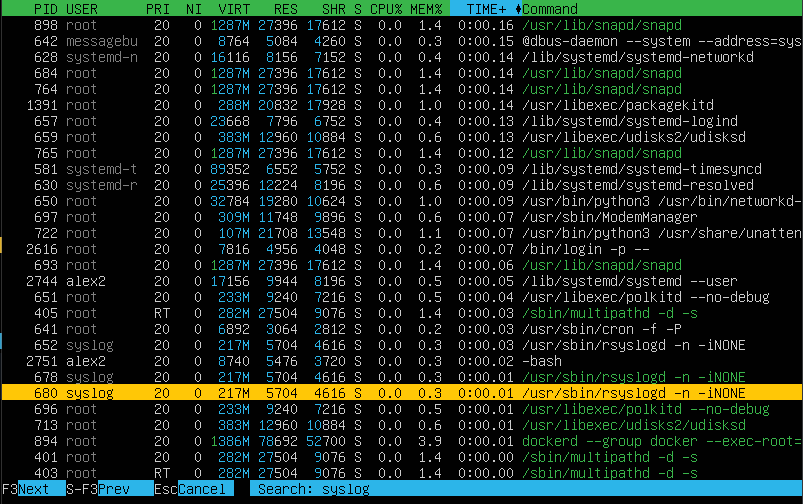 PID USER PRI NI VIRT RES SHR S CPU% MEM% TIME+ Command
898 root 20 0 1287M 27396 17612 S 0.0 1.4 0:00.16 /usr/lib/snapd/snapd
642 messagebu 20 0 8764 5084 4260 S 0.0 0.3 0:00.15 @dbus-daemon --system --address=sys
628 systemd-n 20 0 16116 8156 7152 S 0.0 0.4 0:00.14 /lib/systemd/systemd-networkd
684 root 20 0 1287M 27396 17612 S 0.0 1.4 0:00.14 /usr/lib/snapd/snapd
764 root 20 0 1287M 27396 17612 S 0.0 1.4 0:00.14 /usr/lib/snapd/snapd
1391 root 20 0 288M 20832 17928 S 0.0 1.0 0:00.14 /usr/libexec/packagekitd
657 root 20 0 23668 7796 6752 S 0.0 0.4 0:00.13 /lib/systemd/systemd-logind
659 root 20 0 383M 12960 10884 S 0.0 0.6 0:00.13 /usr/libexec/udisks2/udisksd
765 root 20 0 1287M 27396 17612 S 0.0 1.4 0:00.12 /usr/lib/snapd/snapd
581 systemd-t 20 0 89352 6552 5752 S 0.0 0.3 0:00.09 /lib/systemd/systemd-timesyncd
630 systemd-r 20 0 25396 12224 8196 S 0.0 0.6 0:00.09 /lib/systemd/systemd-resolved
650 root 20 0 32784 19280 10624 S 0.0 1.0 0:00.09 /usr/bin/python3 /usr/bin/networkd-
697 root 20 0 309M 11748 9896 S 0.0 0.6 0:00.07 /usr/sbin/ModemManager
722 root 20 0 107M 21708 13548 S 0.0 1.1 0:00.07 /usr/bin/python3 /usr/share/unatten
2616 root 20 0 7816 4956 4048 S 0.0 0.2 0:00.07 /bin/login -p --
693 root 20 0 1287M 27396 17612 S 0.0 1.4 0:00.06 /usr/lib/snapd/snapd
2744 alex2 20 0 17156 9944 8196 S 0.0 0.5 0:00.05 /lib/systemd/systemd --user
651 root 20 0 233M 9240 7216 S 0.0 0.5 0:00.04 /usr/libexec/polkitd --no-debug
405 root RT 0 282M 27504 9076 S 0.0 1.4 0:00.03 /sbin/multipathd -d -s
641 root 20 0 6892 3064 2812 S 0.0 0.2 0:00.03 /usr/sbin/cron -f -P
652 syslog 20 0 217M 5704 4616 S 0.0 0.3 0:00.03 /usr/sbin/rsyslogd -n -iNONE
2751 alex2 20 0 8740 5476 3720 S 0.0 0.3 0:00.02 -bash
678 syslog 20 0 217M 5704 4616 S 0.0 0.3 0:00.01 /usr/sbin/rsyslogd -n -iNONE
680 syslog 20 0 217M 5704 4616 S 0.0 0.3 0:00.01 /usr/sbin/rsyslogd -n -iNONE
696 root 20 0 233M 9240 7216 S 0.0 0.5 0:00.01 /usr/libexec/polkitd --no-debug
713 root 20 0 383M 12960 10884 S 0.0 0.6 0:00.01 /usr/libexec/udisks2/udisksd
894 root 20 0 1386M 78692 52700 S 0.0 3.9 0:00.01 dockerd --group docker --exec-root=
401 root 20 0 282M 27504 9076 S 0.0 1.4 0:00.00 /sbin/multipathd -d -s
403 root RT 0 282M 27504 9076 S 0.0 1.4 0:00.00 /sbin/multipathd -d -s
F3Next S-F3Prev EscCancel Search: syslog